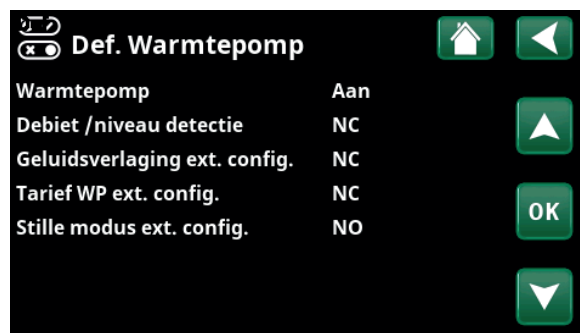 Def. Warmtepomp
Warmtepomp Aan
Debiet /niveau detectie NC
Geluidsverlaging ext. config. NC
Tarief WP ext. config. NC
OK
Stille modus ext. config. NO